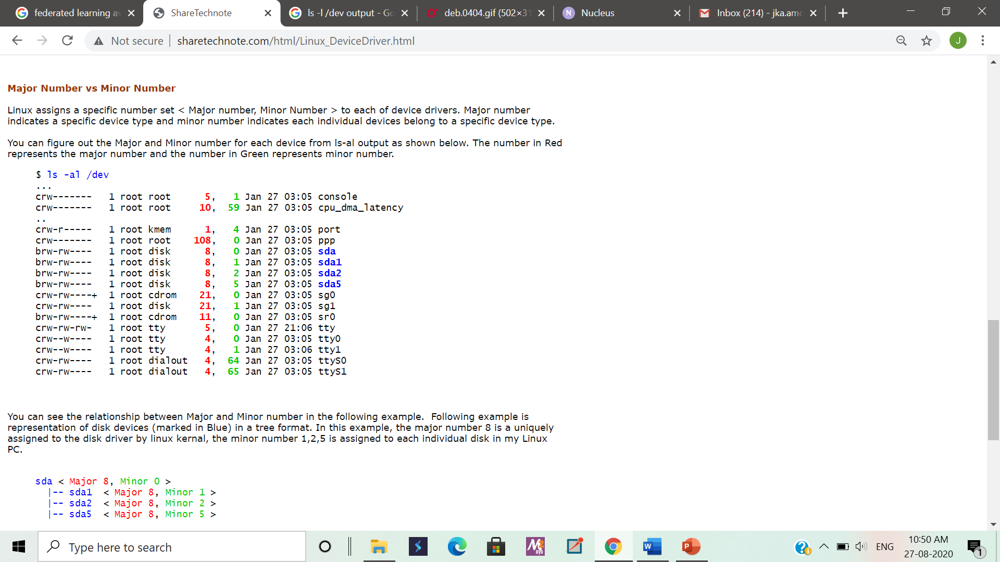 federated learning av
ShareTechnote
ls -l /dev output - Go
deb.0404.gif (502×31
Nucleus
Inbox (214) - jka.amc
Not secure
sharetechnote.com/html/Linux_DeviceDriver.html
J
Major Number vs Minor Number
Linux assigns a specific number set < Major number, Minor Number > to each of device drivers. Major number
indicates a specific device type and minor number indicates each individual devices belong to a specific device type.
You can figure out the Major and Minor number for each device from ls-al output as shown below. The number in Red
represents the major number and the number in Green represents minor number.
$ ls -al /dev
...
crw------- 1 root root 5, 1 Jan 27 03:05 console
crw------- 1 root root 10, 59 Jan 27 03:05 cpu_dma_latency
..
crw-r----- 1 root kmem 1, 4 Jan 27 03:05 port
crw------- 1 root root 108, 0 Jan 27 03:05 ppp
brw-rw---- 1 root disk 8, 0 Jan 27 03:05 sda
brw-rw---- 1 root disk 8, 1 Jan 27 03:05 sda1
brw-rw---- 1 root disk 8, 2 Jan 27 03:05 sda2
brw-rw---- 1 root disk 8, 5 Jan 27 03:05 sda5
crw-rw----+ 1 root cdrom 21, 0 Jan 27 03:05 sg0
crw-rw---- 1 root disk 21, 1 Jan 27 03:05 sg1
brw-rw----+ 1 root cdrom 11, 0 Jan 27 03:05 sr0
crw-rw-rw- 1 root tty 5, 0 Jan 27 21:06 tty
crw--w---- 1 root tty 4, 0 Jan 27 03:05 tty0
crw--w---- 1 root tty 4, 1 Jan 27 03:06 tty1
crw-rw---- 1 root dialout 4, 64 Jan 27 03:05 ttyS0
crw-rw---- 1 root dialout 4, 65 Jan 27 03:05 ttyS1
You can see the relationship between Major and Minor number in the following example. Following example is
representation of disk devices (marked in Blue) in a tree format. In this example, the major number 8 is a uniquely
assigned to the disk driver by linux kernal, the minor number 1,2,5 is assigned to each individual disk in my Linux
PC.
sda < Major 8, Minor 0 >
|-- sda1 < Major 8, Minor 1 >
|-- sda2 < Major 8, Minor 2 >
|-- sda5 < Major 8, Minor 5 >
Type here to search
ENG
10:50 AM
27-08-2020
1